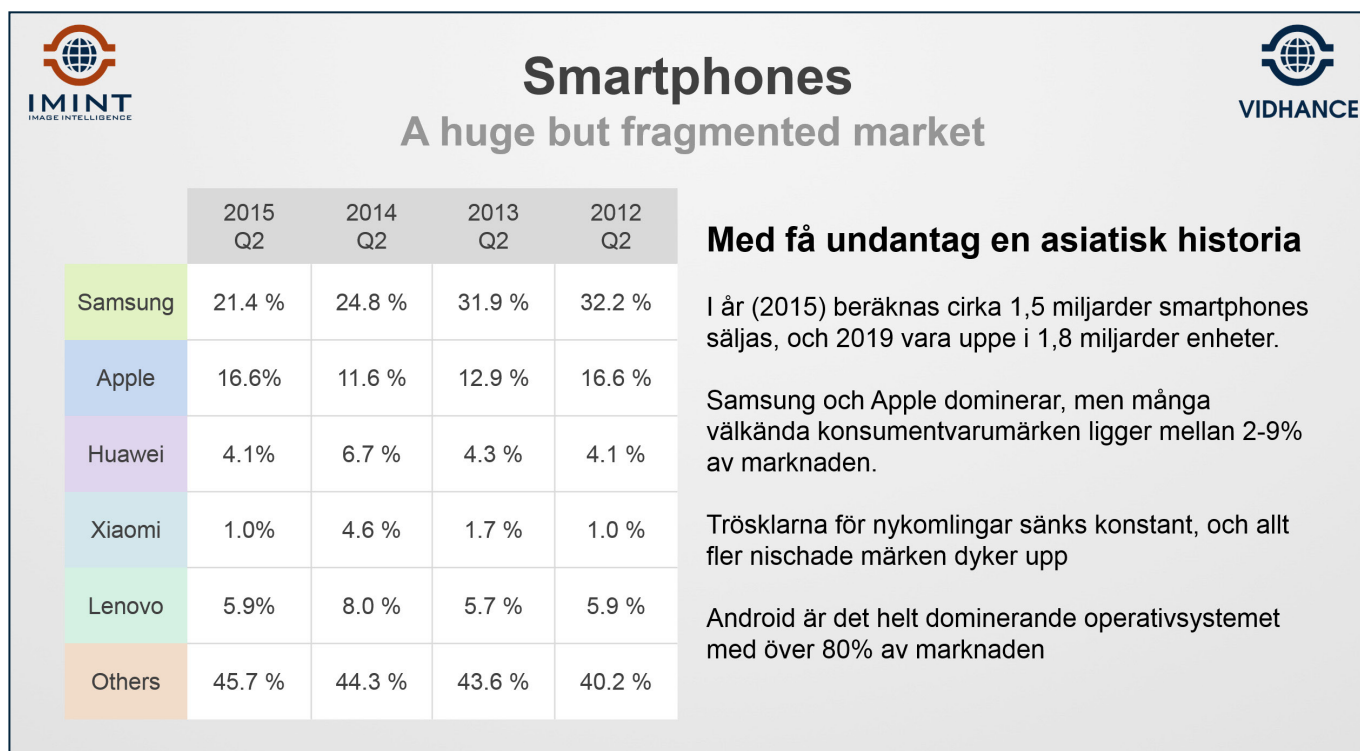 IMINT
IMAGE INTELLIGENCE
Smartphones
A huge but fragmented market
VIDHANCE
2015 Q2 2014 Q2 2013 Q2 2012 Q2
Samsung 21.4 % 24.8 % 31.9 % 32.2 %
Apple 16.6% 11.6 % 12.9 % 16.6 %
Huawei 4.1% 6.7 % 4.3 % 4.1 %
Xiaomi 1.0% 4.6 % 1.7 % 1.0 %
Lenovo 5.9% 8.0 % 5.7 % 5.9 %
Others 45.7 % 44.3 % 43.6 % 40.2 %
Med få undantag en asiatisk historia
I år (2015) beräknas cirka 1,5 miljarder smartphones
säljas, och 2019 vara uppe i 1,8 miljarder enheter.
Samsung och Apple dominerar, men många
välkända konsumentvarumärken ligger mellan 2-9%
av marknaden.
Trösklarna för nykomlingar sänks konstant, och allt
fler nischade märken dyker upp
Android är det helt dominerande operativsystemet
med över 80% av marknaden